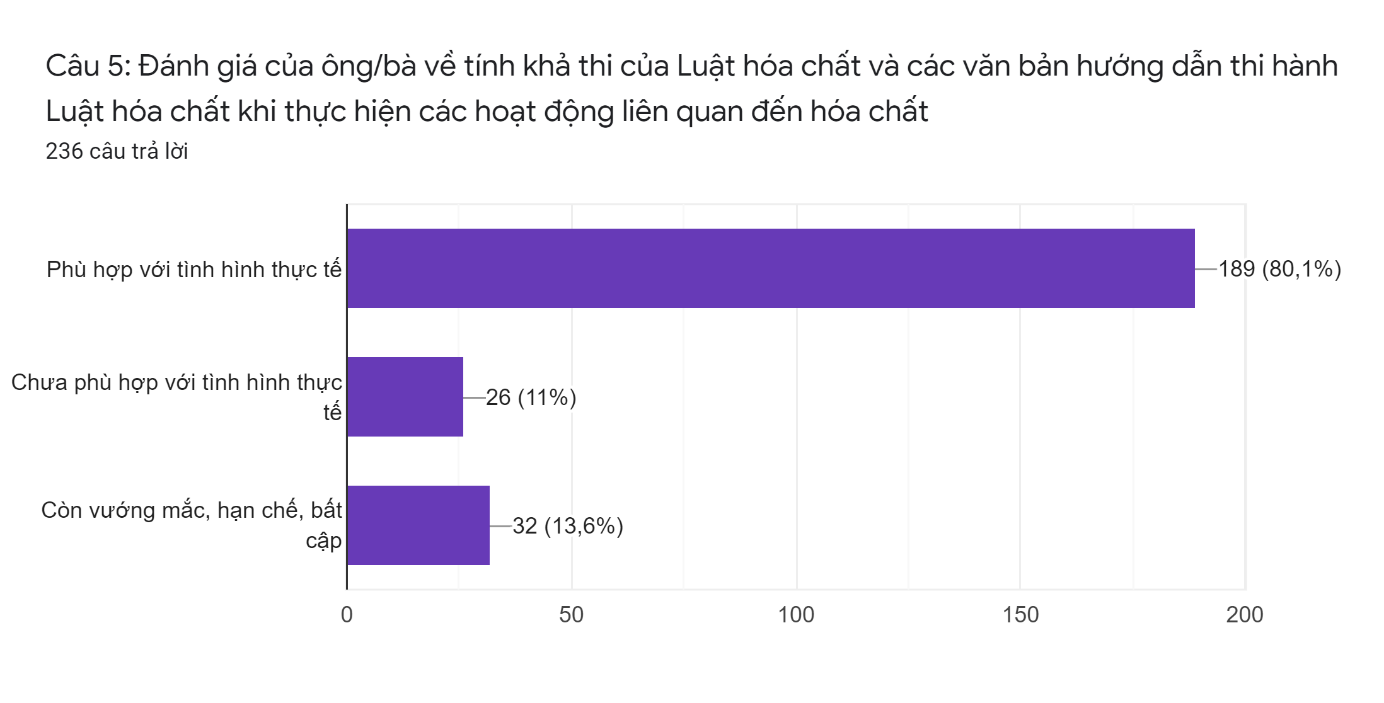 Câu 5: Đánh giá của ông/bà về tính khả thi của Luật hóa chất và các văn bản hướng dẫn thi hành
Luật hóa chất khi thực hiện các hoạt động liên quan đến hóa chất
236 câu trả lời
Phù hợp với tình hình thực tế
189 (80,1%)
Chưa phù hợp với tình hình thực
tế
26 (11%)
Còn vướng mắc, hạn chế, bất
cập
32 (13,6%)
0 50 100 150 200